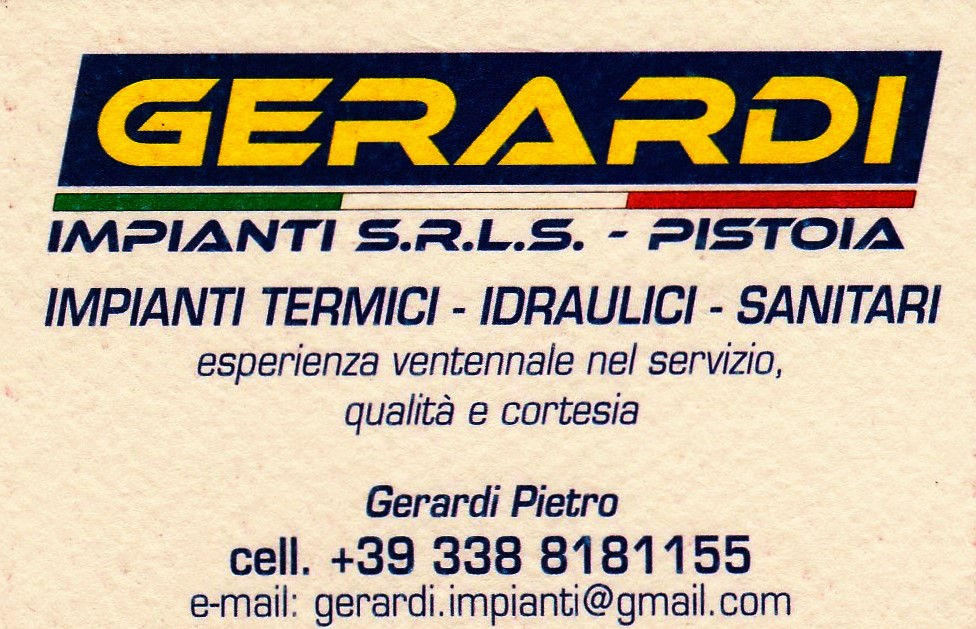 GERARDI
IMPIANTI S.R.L.S. - PISTOIA
IMPIANTI TERMICI - IDRAULICI - SANITARI
esperienza ventennale nel servizio,
qualità e cortesia
Gerardi Pietro
cell. +39 338 8181155
e-mail: gerardi.impianti@gmail.com